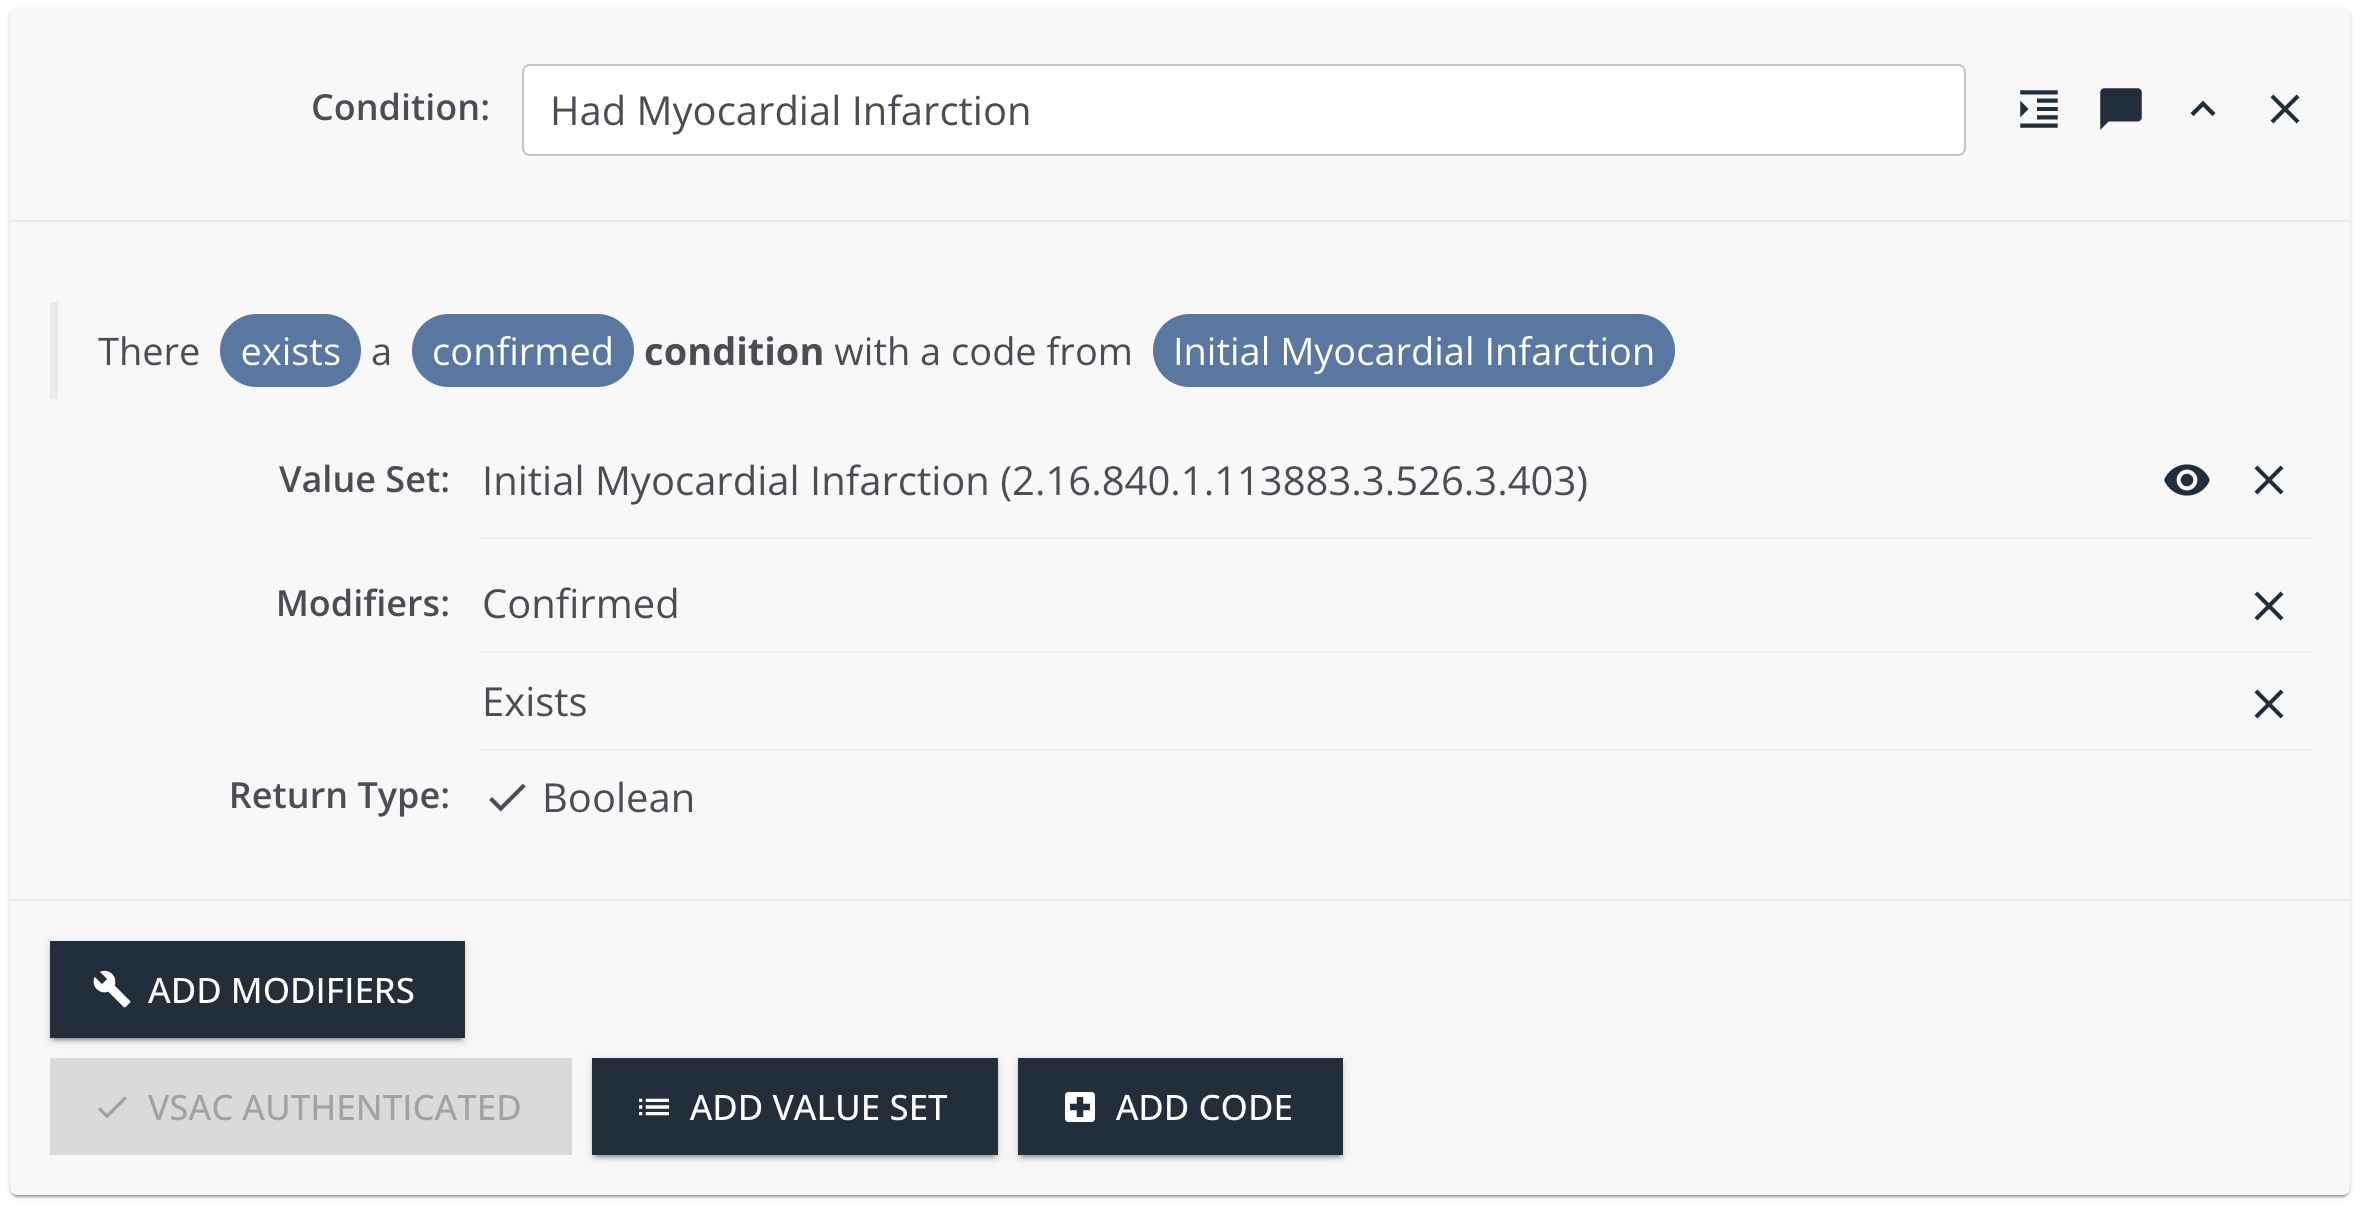 Condition: Had Myocardial Infarction
There exists a confirmed condition with a code from Initial Myocardial Infarction
Value Set: Initial Myocardial Infarction (2.16.840.1.113883.3.526.3.403)
Modifiers: Confirmed
Exists
Return Type: Boolean
ADD MODIFIERS
VSAC AUTHENTICATED ADD VALUE SET ADD CODE